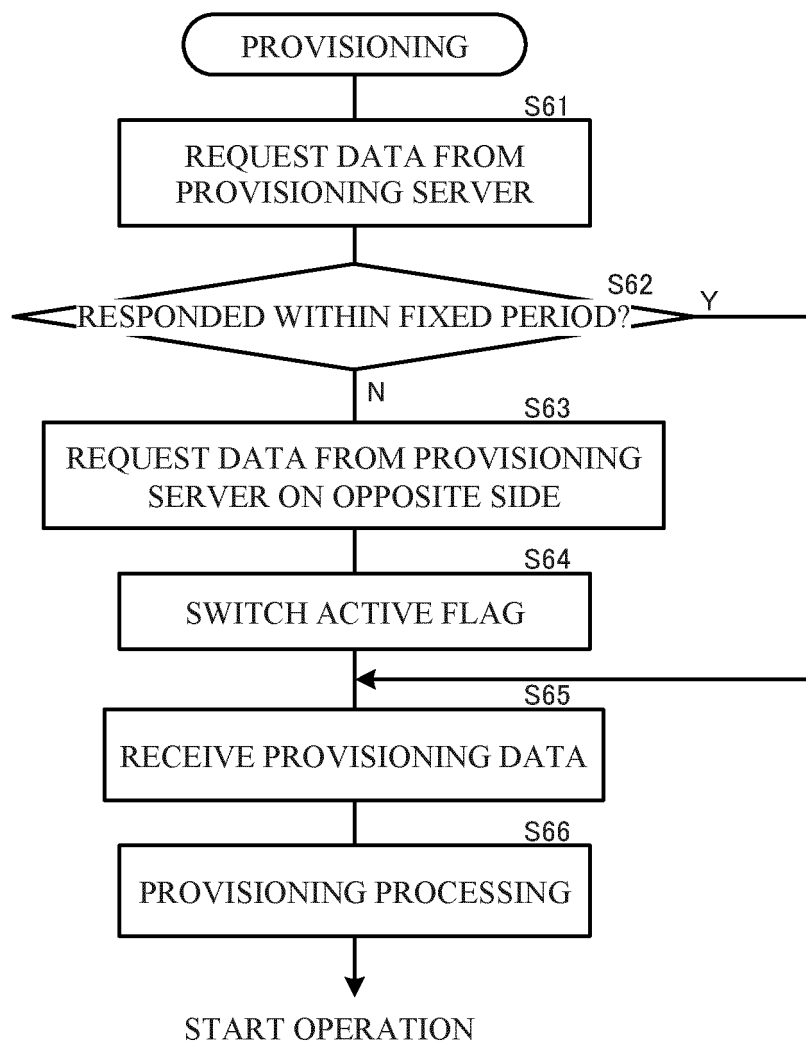 PROVISIONING
S61
REQUEST DATA FROM
PROVISIONING SERVER
S62
RESPONDED WITHIN FIXED PERIOD?
Y
N
S63
REQUEST DATA FROM PROVISIONING
SERVER ON OPPOSITE SIDE
S64
SWITCH ACTIVE FLAG
S65
RECEIVE PROVISIONING DATA
S66
PROVISIONING PROCESSING
START OPERATION